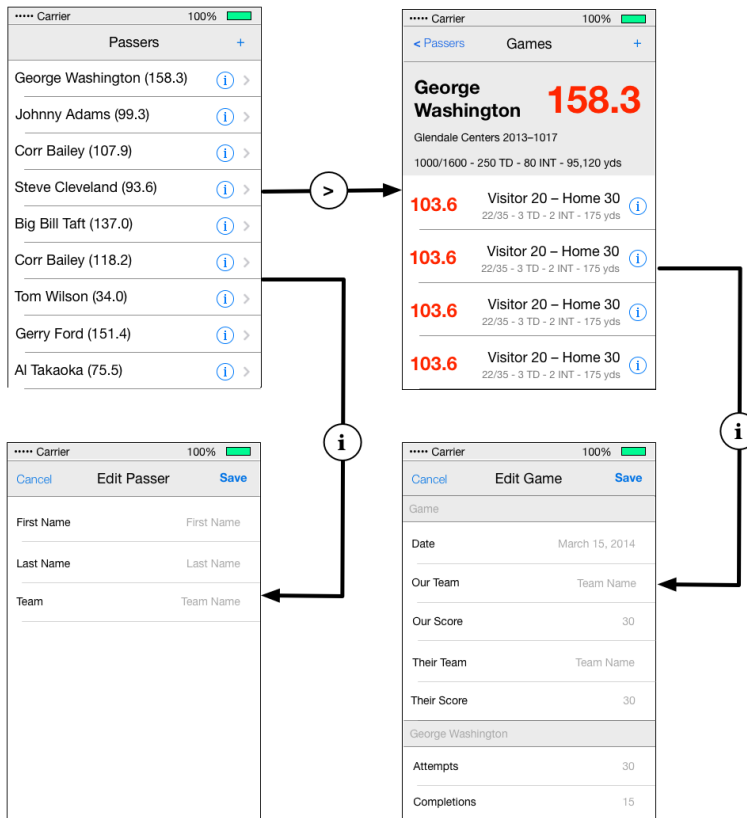 ••••• Carrier 100%
Passers +
George Washington (158.3) i >
Johnny Adams (99.3) i >
Corr Bailey (107.9) i >
Steve Cleveland (93.6) i >
Big Bill Taft (137.0) i >
Corr Bailey (118.2) i >
Tom Wilson (34.0) i >
Gerry Ford (151.4) i >
Al Takaoka (75.5) i >
>
••••• Carrier 100%
< Passers Games +
George
Washington
158.3
Glendale Centers 2013–1017
1000/1600 - 250 TD - 80 INT - 95,120 yds
103.6 Visitor 20 – Home 30 i
22/35 - 3 TD - 2 INT - 175 yds
103.6 Visitor 20 – Home 30 i
22/35 - 3 TD - 2 INT - 175 yds
103.6 Visitor 20 – Home 30 i
22/35 - 3 TD - 2 INT - 175 yds
103.6 Visitor 20 – Home 30 i
22/35 - 3 TD - 2 INT - 175 yds
i
i
••••• Carrier 100%
Cancel Edit Passer Save
First Name First Name
Last Name Last Name
Team Team Name
••••• Carrier 100%
Cancel Edit Game Save
Game
Date March 15, 2014
Our Team Team Name
Our Score 30
Their Team Team Name
Their Score 30
George Washington
Attempts 30
Completions 15